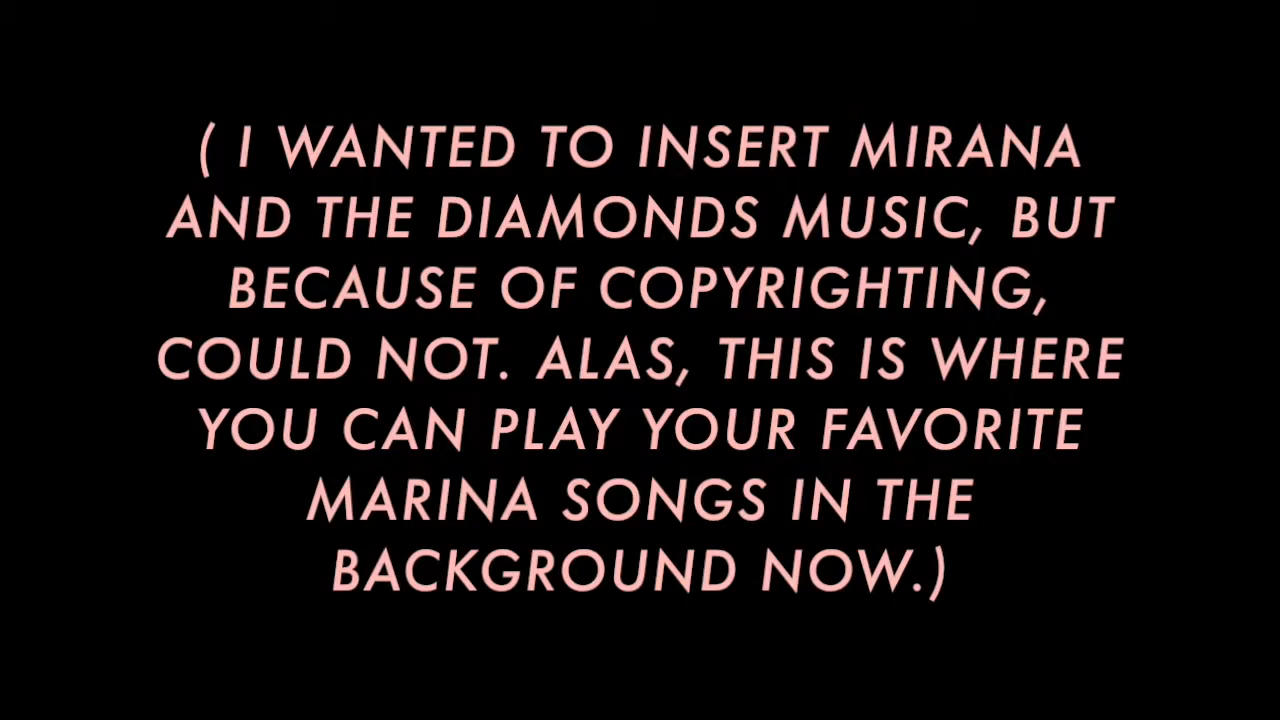 ( I WANTED TO INSERT MIRANA
AND THE DIAMONDS MUSIC, BUT
BECAUSE OF COPYRIGHTING,
COULD NOT. ALAS, THIS IS WHERE
YOU CAN PLAY YOUR FAVORITE
MARINA SONGS IN THE
BACKGROUND NOW.)